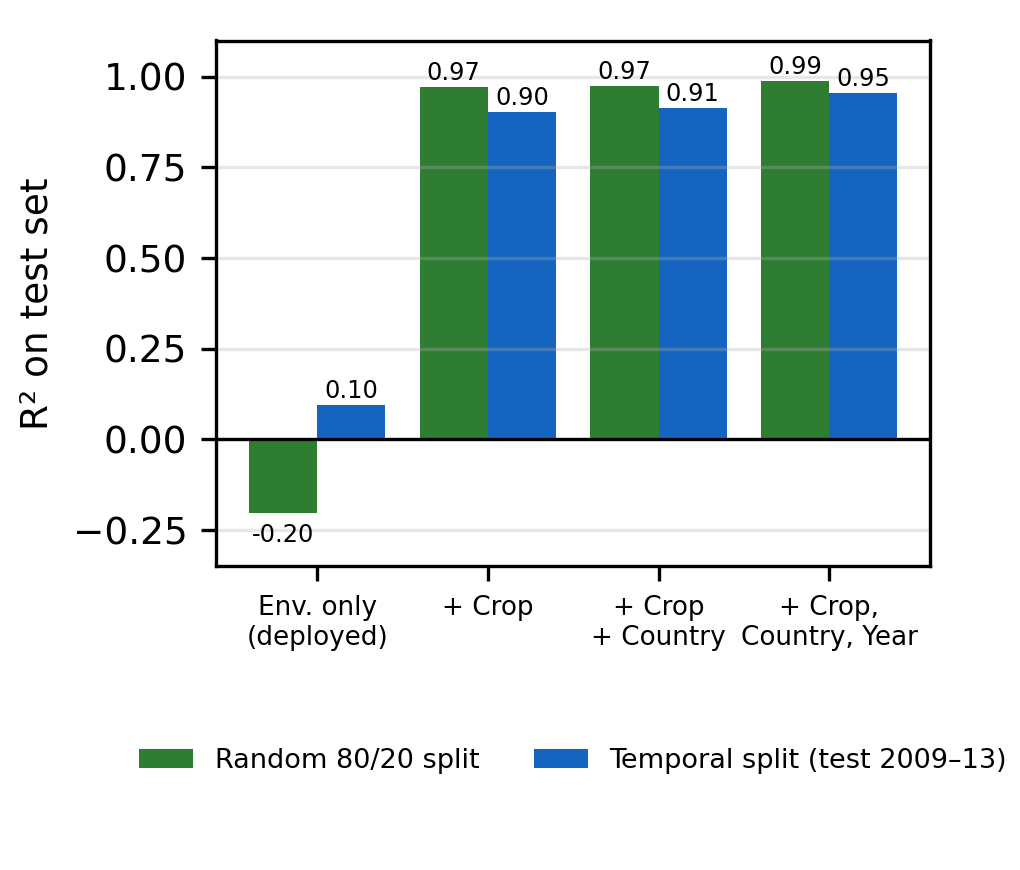 R² on test set
1.00
0.75
0.50
0.25
0.00
−0.25
-0.20
0.10
0.97
0.90
0.97
0.91
0.99
0.95
Env. only
(deployed)
+ Crop
+ Crop
+ Country
+ Crop,
Country, Year
Random 80/20 split
Temporal split (test 2009–13)